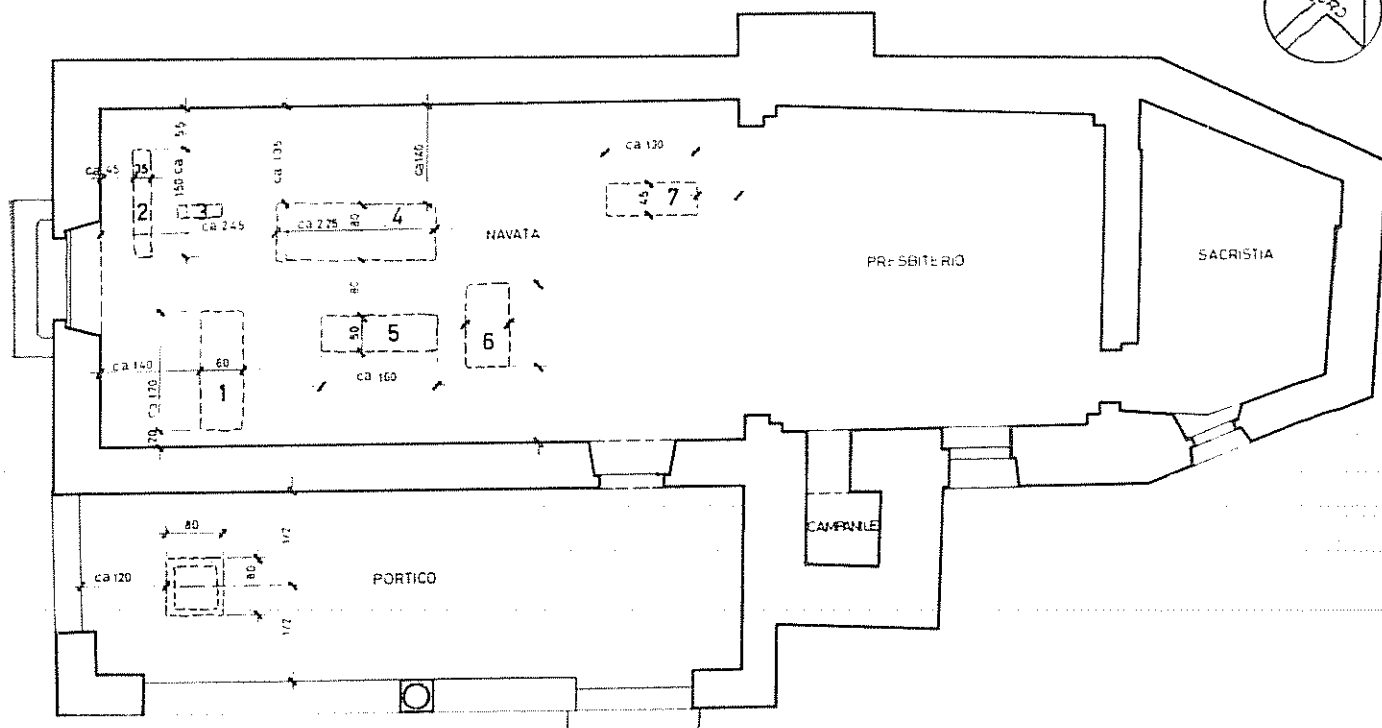 ca 45
25
2
150 ca
55
3
ca 245
ca 135
ca 225
80
4
ca 140
NAVATA
ca 130
45
7
PRESBITERIO
SACRISTIA
ca 140
60
1
ca 170
20
80
50
5
ca 160
6
CAMPANILE
80
80
ca 120
1/2
1/2
PORTICO